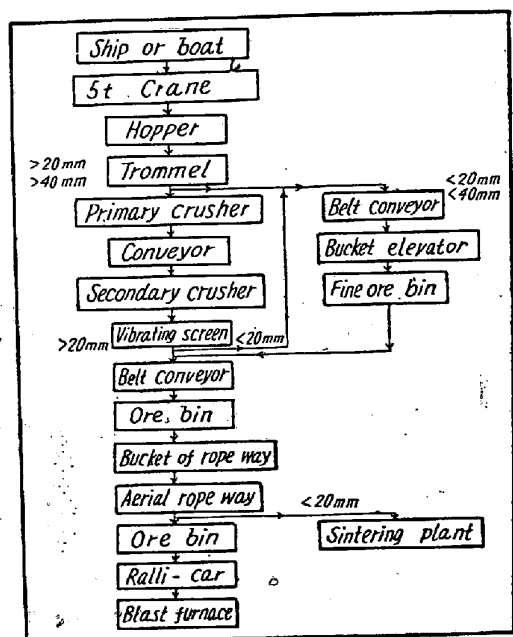 Ship or boat
5t. Crane
Hopper
>20mm
>40mm
Trommel
<20mm
<40mm
Primary crusher
Belt conveyor
Conveyor
Bucket elevator
Secondary crusher
Fine ore bin
Vibrating screen
>20mm
<20mm
Belt conveyor
Ore bin
Bucket of rope way
Aerial rope way
<20mm
Ore bin
Sintering plant
Ralli-car
Blast furnace